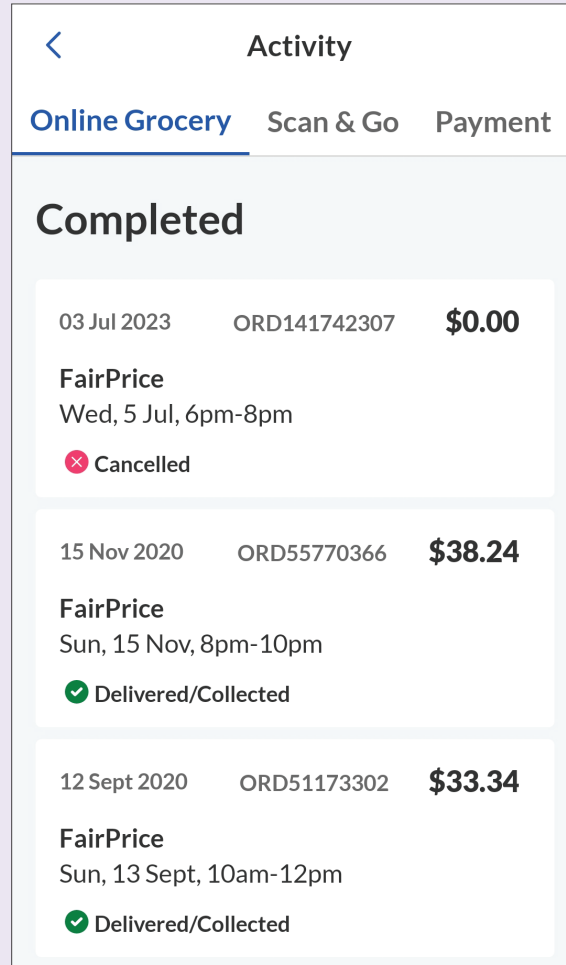 Activity
Online Grocery Scan & Go Payment
Completed
03 Jul 2023 ORD141742307 $0.00
FairPrice
Wed, 5 Jul, 6pm-8pm
Cancelled
15 Nov 2020 ORD55770366 $38.24
FairPrice
Sun, 15 Nov, 8pm-10pm
Delivered/Collected
12 Sept 2020 ORD51173302 $33.34
FairPrice
Sun, 13 Sept, 10am-12pm
Delivered/Collected